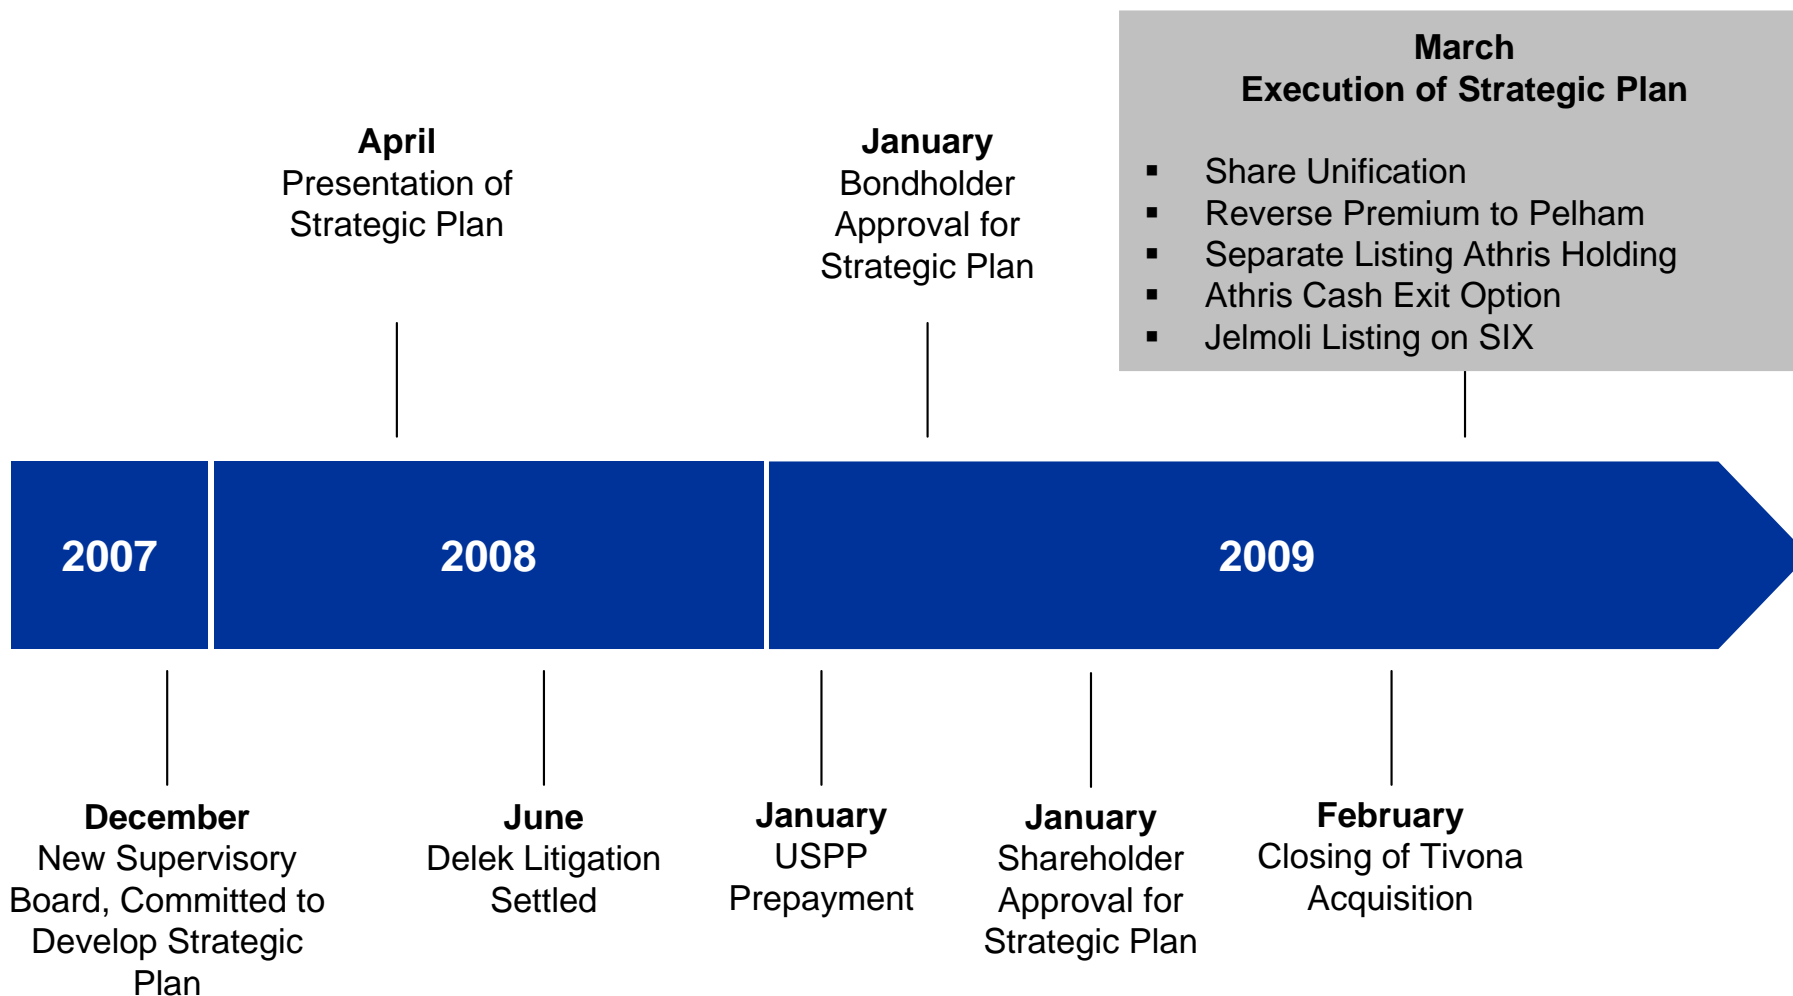 March
Execution of Strategic Plan
▪ Share Unification
▪ Reverse Premium to Pelham
▪ Separate Listing Athris Holding
▪ Athris Cash Exit Option
▪ Jelmoli Listing on SIX
April
Presentation of
Strategic Plan
January
Bondholder
Approval for
Strategic Plan
2007
2008
2009
December
New Supervisory
Board, Committed to
Develop Strategic
Plan
June
Delek Litigation
Settled
January
USPP
Prepayment
January
Shareholder
Approval for
Strategic Plan
February
Closing of Tivona
Acquisition